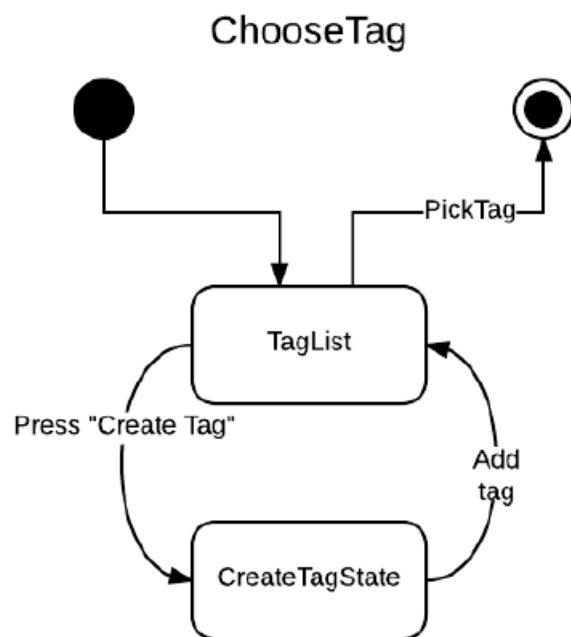 ChooseTag
PickTag
TagList
Press "Create Tag"
Add
tag
CreateTagState